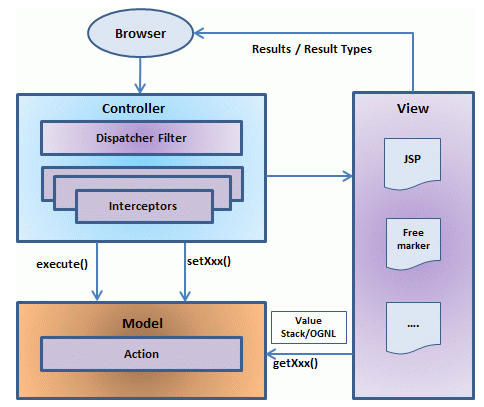 Browser
Results / Result Types
Controller
Dispatcher Filter
Interceptors
View
JSP
Free
marker
....
execute()
setXxx()
Model
Action
Value
Stack/OGNL
getXxx()